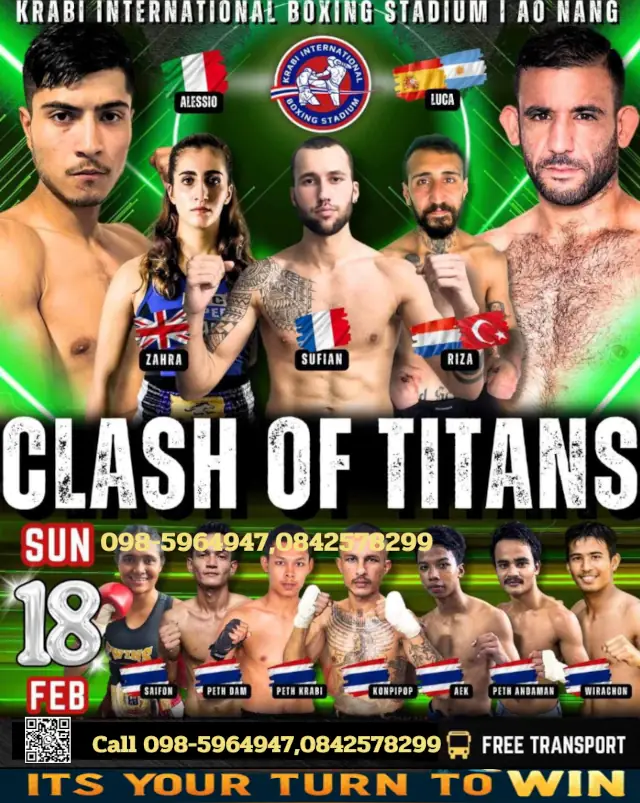 KRABI INTERNATIONAL BOXING STADIUM | AO NANG
ALESSIO
KRABI INTERNATIONAL
BOXING STADIUM
LUCA
ZAHRA
SUFIAN
RIZA
CLASH OF TITANS
SUN
098-5964947,0842578299
18
FEB
SAIFON
PETH DAM
PETH KRABI
KONPIPOP
AEK
PETH ANDAMAN
WIRACHON
Call 098-5964947,0842578299
FREE TRANSPORT
ITS YOUR TURN TO WIN